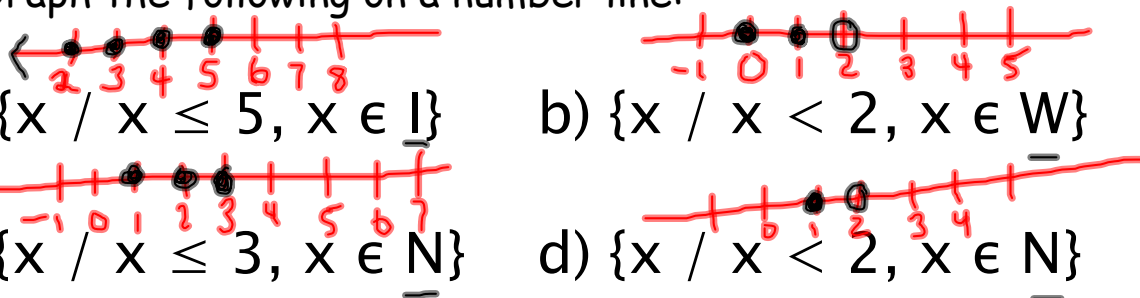 Graph the following on a number line.
2 3 4 5 6 7 8
-1 0 1 2 3 4 5
{x / x ≤ 5, x ϵ I}
b) {x / x < 2, x ϵ W}
-1 0 1 2 3 4 5 6 7
0 1 2 3 4
{x / x ≤ 3, x ϵ N}
d) {x / x < 2, x ϵ N}